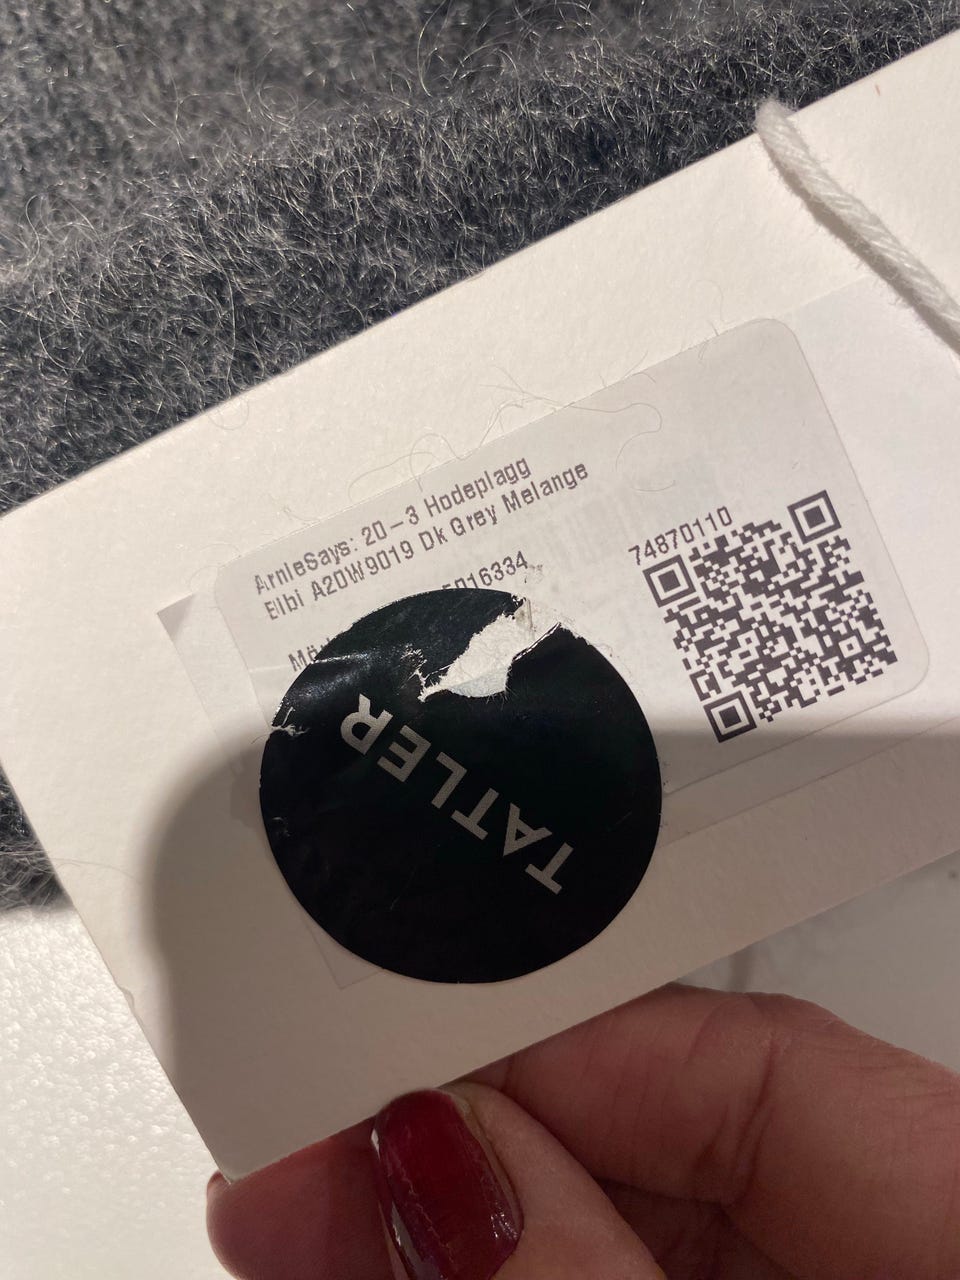 ArnieSays: 20-3 Hodeplagg
Elbi A20W9019 Dk Grey Melange
5016334
74870110
TATLER